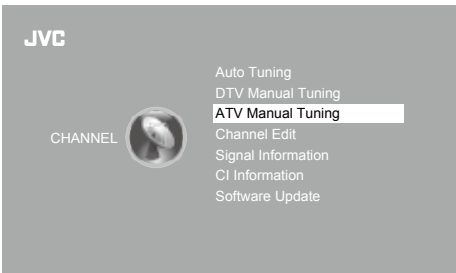 JVC
CHANNEL
Auto Tuning
DTV Manual Tuning
ATV Manual Tuning
Channel Edit
Signal Information
CI Information
Software Update